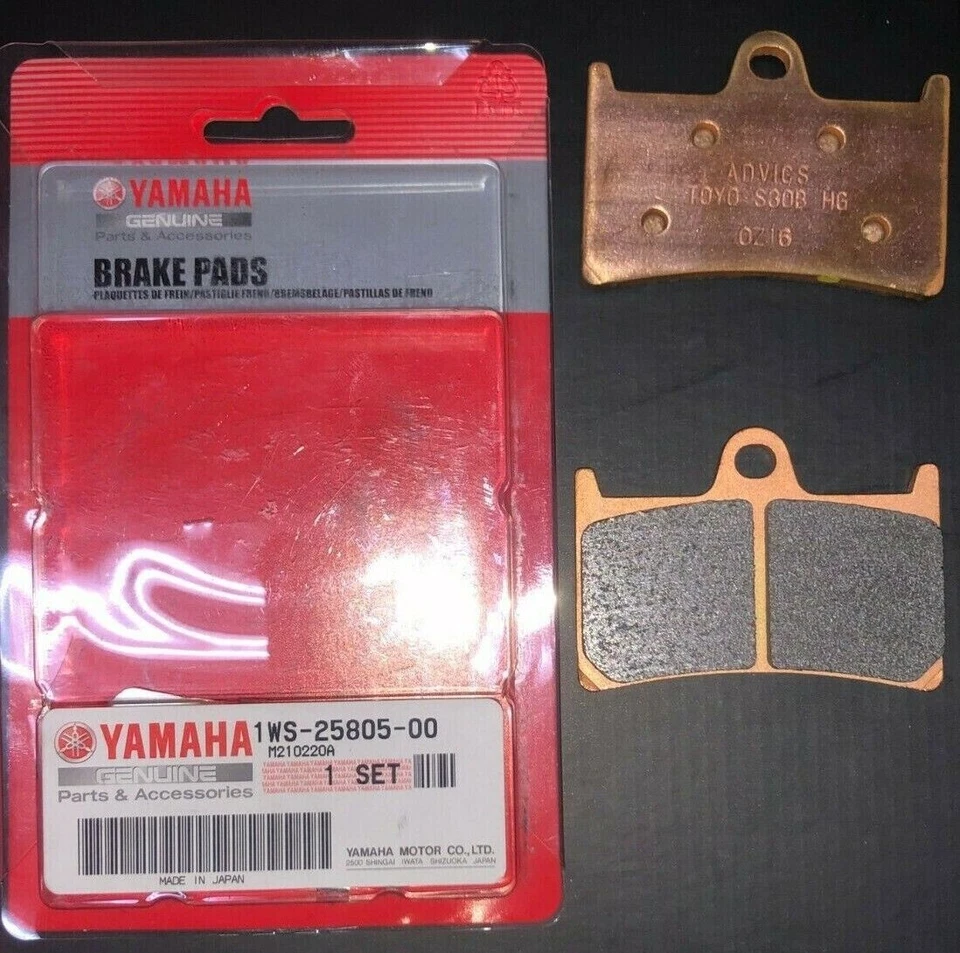 YAMAHA
GENUINE
Parts & Accessories
BRAKE PADS
PLAQUETTES DE FREIN/PASTIGLIE FRENO/BREMSBELÄGE/PASTILLAS DE FRENO
YAMAHA
GENUINE
Parts & Accessories
1WS-25805-00
M210220A
1 SET
YAMAHA MOTOR CO.,LTD.
2500 SHINGAI IWATA SHIZUOKA JAPAN
MADE IN JAPAN
ADVICS
TOYO S30B HG
0Z16